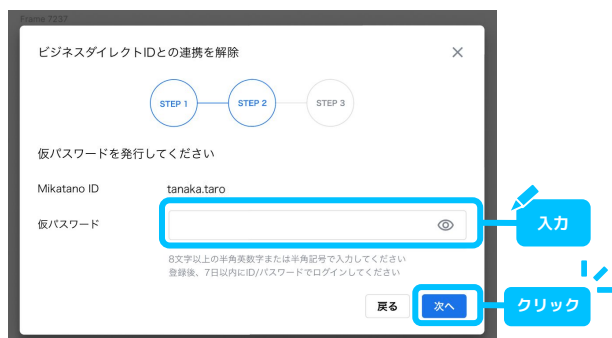 Frame 7237
ビジネスダイレクトIDとの連携を解除
STEP 1
STEP 2
STEP 3
仮パスワードを発行してください
Mikatano ID
tanaka.taro
仮パスワード
入力
8文字以上の半角英数字または半角記号で入力してください
登録後、7日以内にID/パスワードでログインしてください
戻る
次へ
クリック